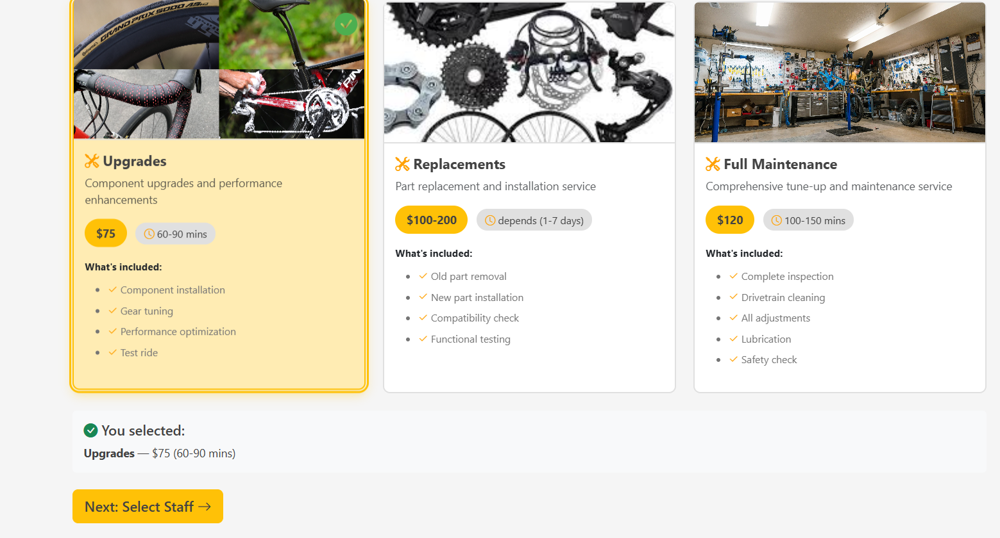 GRAND PRIX 5000 AS
Upgrades
Component upgrades and performance
enhancements
$75
60-90 mins
What's included:
Component installation
Gear tuning
Performance optimization
Test ride
Replacements
Part replacement and installation service
$100-200
depends (1-7 days)
What's included:
Old part removal
New part installation
Compatibility check
Functional testing
Full Maintenance
Comprehensive tune-up and maintenance service
$120
100-150 mins
What's included:
Complete inspection
Drivetrain cleaning
All adjustments
Lubrication
Safety check
You selected:
Upgrades — $75 (60-90 mins)
Next: Select Staff →